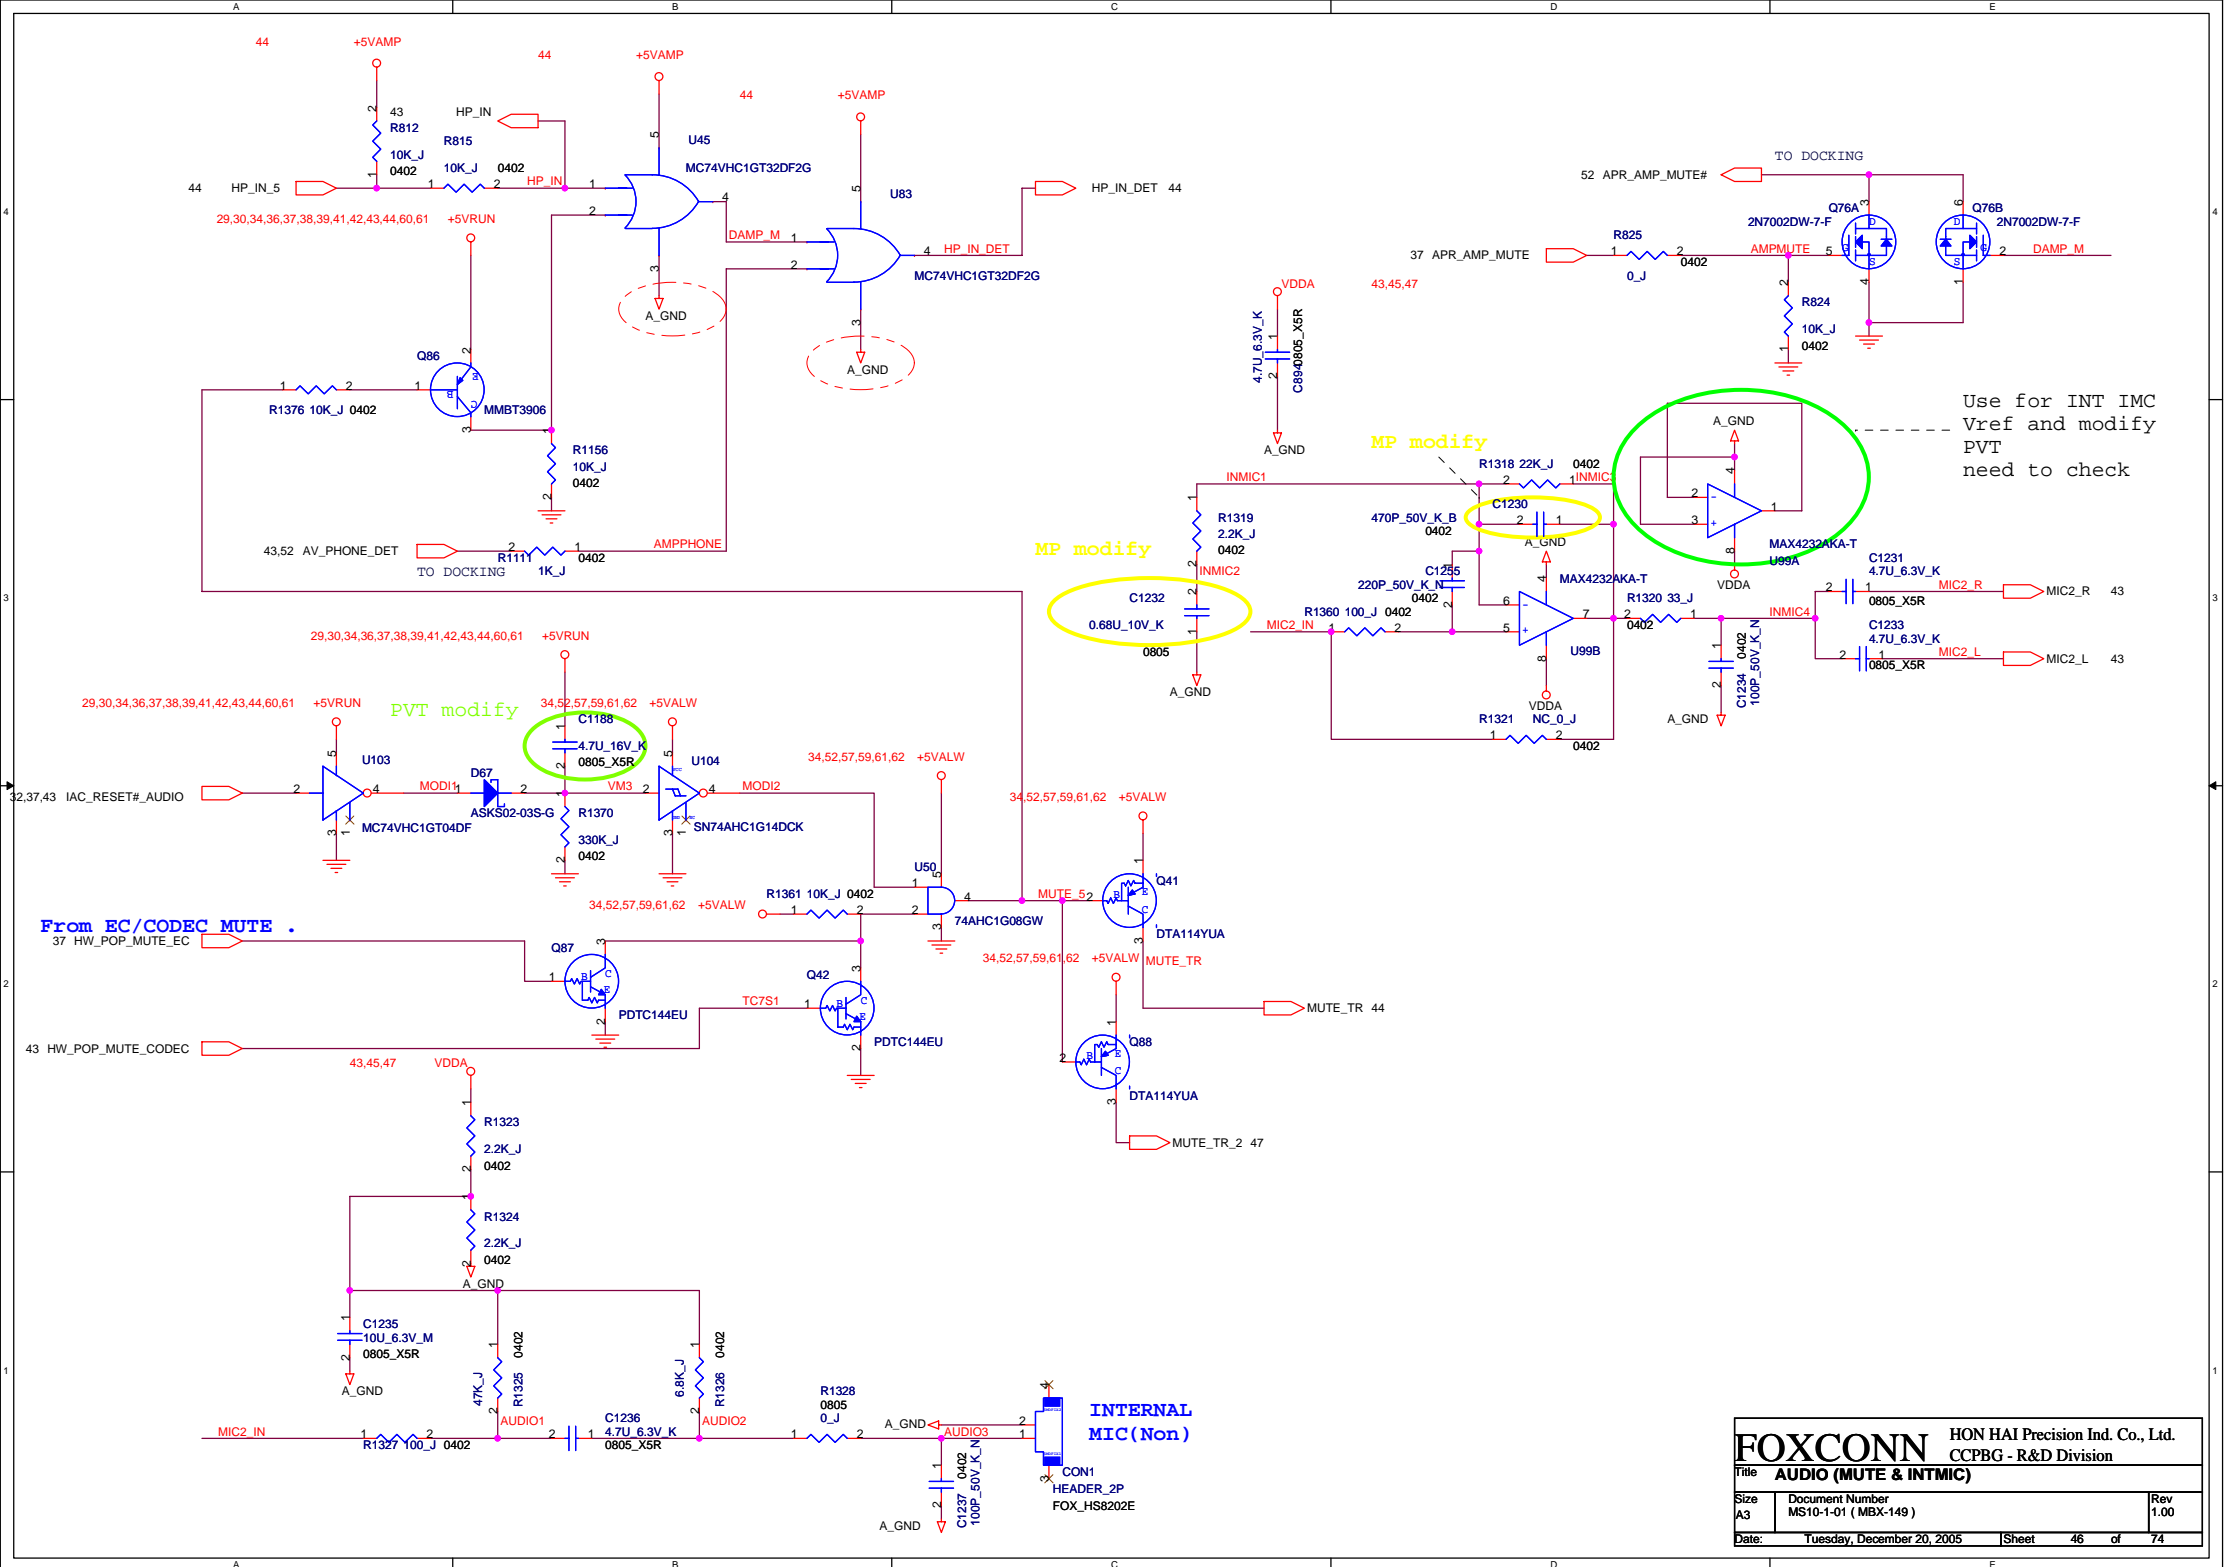 A B C D E
44 +5VAMP
44 +5VAMP
44 +5VAMP
43 HP_IN
R812
10K_J
0402
R815
10K_J 0402
44 HP_IN_5
HP_IN
U45
MC74VHC1GT32DF2G
U83
MC74VHC1GT32DF2G
DAMP_M
HP_IN_DET
HP_IN_DET 44
A_GND
A_GND
29,30,34,36,37,38,39,41,42,43,44,60,61 +5VRUN
Q86
MMBT3906
R1376 10K_J 0402
R1156
10K_J
0402
43,52 AV_PHONE_DET
TO DOCKING
R1111
1K_J
0402
AMPPHONE
TO DOCKING
52 APR_AMP_MUTE#
Q76A
2N7002DW-7-F
Q76B
2N7002DW-7-F
37 APR_AMP_MUTE
R825
0_J
0402
AMPMUTE
DAMP_M
R824
10K_J
0402
VDDA 43,45,47
4.7U_6.3V_K
C894
0805_X5R
A_GND
Use for INT IMC
Vref and modify
PVT
need to check
A_GND
MAX4232AKA-T
U99A
VDDA
MP modify
R1318 22K_J 0402
INMIC1
INMIC3
C1230
470P_50V_K_B
0402
A_GND
R1319
2.2K_J
0402
INMIC2
MP modify
C1232
0.68U_10V_K
0805
A_GND
C1255
220P_50V_K_N
0402
R1360 100_J 0402
MIC2_IN
MAX4232AKA-T
U99B
VDDA
R1321 NC_0_J
0402
R1320 33_J
0402
INMIC4
C1234
100P_50V_K_N
0402
A_GND
C1231
4.7U_6.3V_K
0805_X5R
MIC2_R
MIC2_R 43
C1233
4.7U_6.3V_K
0805_X5R
MIC2_L
MIC2_L 43
29,30,34,36,37,38,39,41,42,43,44,60,61 +5VRUN
29,30,34,36,37,38,39,41,42,43,44,60,61 +5VRUN
PVT modify
34,52,57,59,61,62 +5VALW
C1188
4.7U_16V_K
0805_X5R
U103
MC74VHC1GT04DF
32,37,43 IAC_RESET#_AUDIO
MODI1
D67
ASKS02-03S-G
VM3
R1370
330K_J
0402
U104
SN74AHC1G14DCK
MODI2
34,52,57,59,61,62 +5VALW
34,52,57,59,61,62 +5VALW
34,52,57,59,61,62 +5VALW
R1361 10K_J 0402
U50
74AHC1G08GW
MUTE_5
Q41
DTA114YUA
34,52,57,59,61,62 +5VALW
MUTE_TR
MUTE_TR 44
Q88
DTA114YUA
MUTE_TR_2 47
From EC/CODEC MUTE .
37 HW_POP_MUTE_EC
Q87
PDTC144EU
Q42
PDTC144EU
TC7S1
43 HW_POP_MUTE_CODEC
43,45,47 VDDA
R1323
2.2K_J
0402
R1324
2.2K_J
0402
A_GND
C1235
10U_6.3V_M
0805_X5R
A_GND
47K_J
R1325
0402
6.8K_J
R1326
0402
MIC2_IN
R1327 100_J 0402
AUDIO1
C1236
4.7U_6.3V_K
0805_X5R
AUDIO2
R1328
0805
0_J
A_GND
AUDIO3
C1237
100P_50V_K_N
0402
A_GND
INTERNAL
MIC(Non)
CON1
HEADER_2P
FOX_HS8202E
FOXCONN
HON HAI Precision Ind. Co., Ltd.
CCPBG - R&D Division
Title AUDIO (MUTE & INTMIC)
Size
A3
Document Number
MS10-1-01 ( MBX-149 )
Rev
1.00
Date: Tuesday, December 20, 2005 Sheet 46 of 74
A B C D E